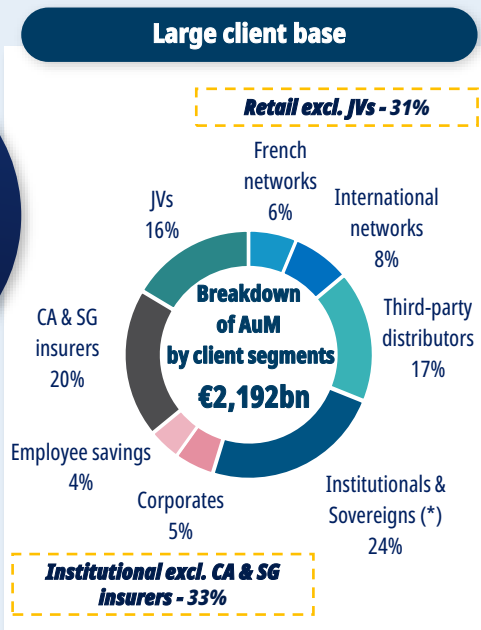 Large client base
Retail excl. JVs - 31%
French
networks
6%
International
networks
8%
JVs
16%
Breakdown
of AuM
by client segments
€2,192bn
Third-party
distributors
17%
CA & SG
insurers
20%
Employee savings
4%
Corporates
5%
Institutionals &
Sovereigns (*)
24%
Institutional excl. CA & SG
insurers - 33%